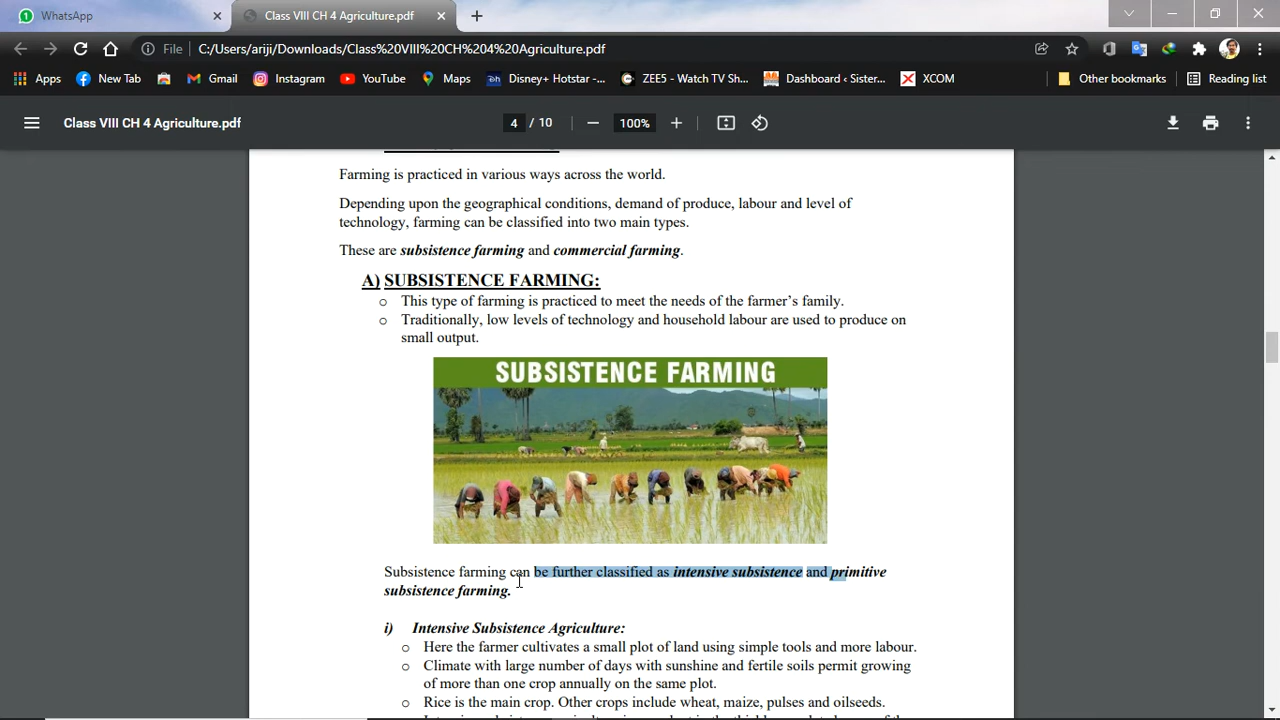 WhatsApp
Class VIII CH 4 Agriculture.pdf
File C:/Users/ariji/Downloads/Class%20VIII%20CH%204%20Agriculture.pdf
Apps New Tab Gmail Instagram YouTube Maps Disney+ Hotstar -... ZEE5 - Watch TV Sh... Dashboard ‹ Sister... XCOM Other bookmarks Reading list
Class VIII CH 4 Agriculture.pdf 4 / 10 100%
Farming is practiced in various ways across the world.
Depending upon the geographical conditions, demand of produce, labour and level of
technology, farming can be classified into two main types.
These are subsistence farming and commercial farming.
A) SUBSISTENCE FARMING:
o This type of farming is practiced to meet the needs of the farmer's family.
o Traditionally, low levels of technology and household labour are used to produce on
small output.
SUBSISTENCE FARMING
Subsistence farming can be further classified as intensive subsistence and primitive
subsistence farming.
i) Intensive Subsistence Agriculture:
o Here the farmer cultivates a small plot of land using simple tools and more labour.
o Climate with large number of days with sunshine and fertile soils permit growing
of more than one crop annually on the same plot.
o Rice is the main crop. Other crops include wheat, maize, pulses and oilseeds.